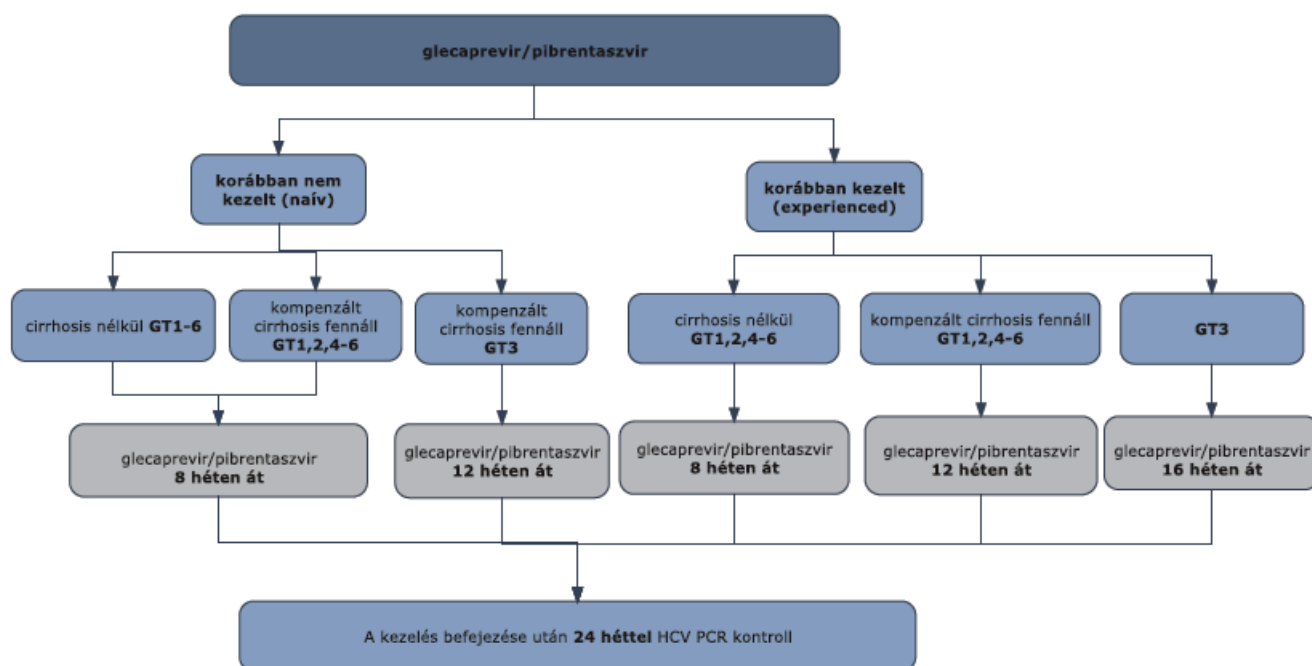 glecaprevir/pibrentaszvir
korábban nem
kezelt (naív)
korábban kezelt
(experienced)
cirrhosis nélkül GT1-6
kompenzált
cirrhosis fennáll
GT1,2,4-6
kompenzált
cirrhosis fennáll
GT3
cirrhosis nélkül
GT1,2,4-6
kompenzált cirrhosis fennáll
GT1,2,4-6
GT3
glecaprevir/pibrentaszvir
8 héten át
glecaprevir/pibrentaszvir
12 héten át
glecaprevir/pibrentaszvir
8 héten át
glecaprevir/pibrentaszvir
12 héten át
glecaprevir/pibrentaszvir
16 héten át
A kezelés befejezése után 24 héttel HCV PCR kontroll